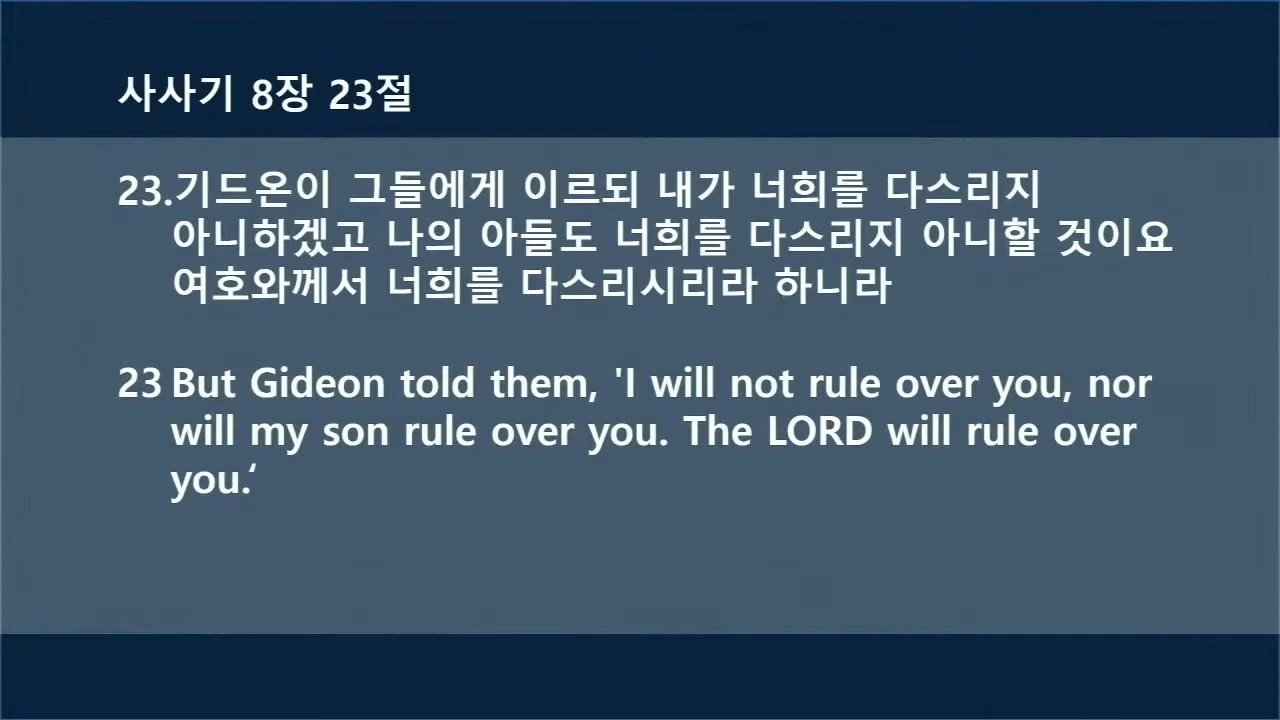 사사기 8장 23절
23.기드온이 그들에게 이르되 내가 너희를 다스리지
아니하겠고 나의 아들도 너희를 다스리지 아니할 것이요
여호와께서 너희를 다스리시리라 하니라
23 But Gideon told them, 'I will not rule over you, nor
will my son rule over you. The LORD will rule over
you.‘